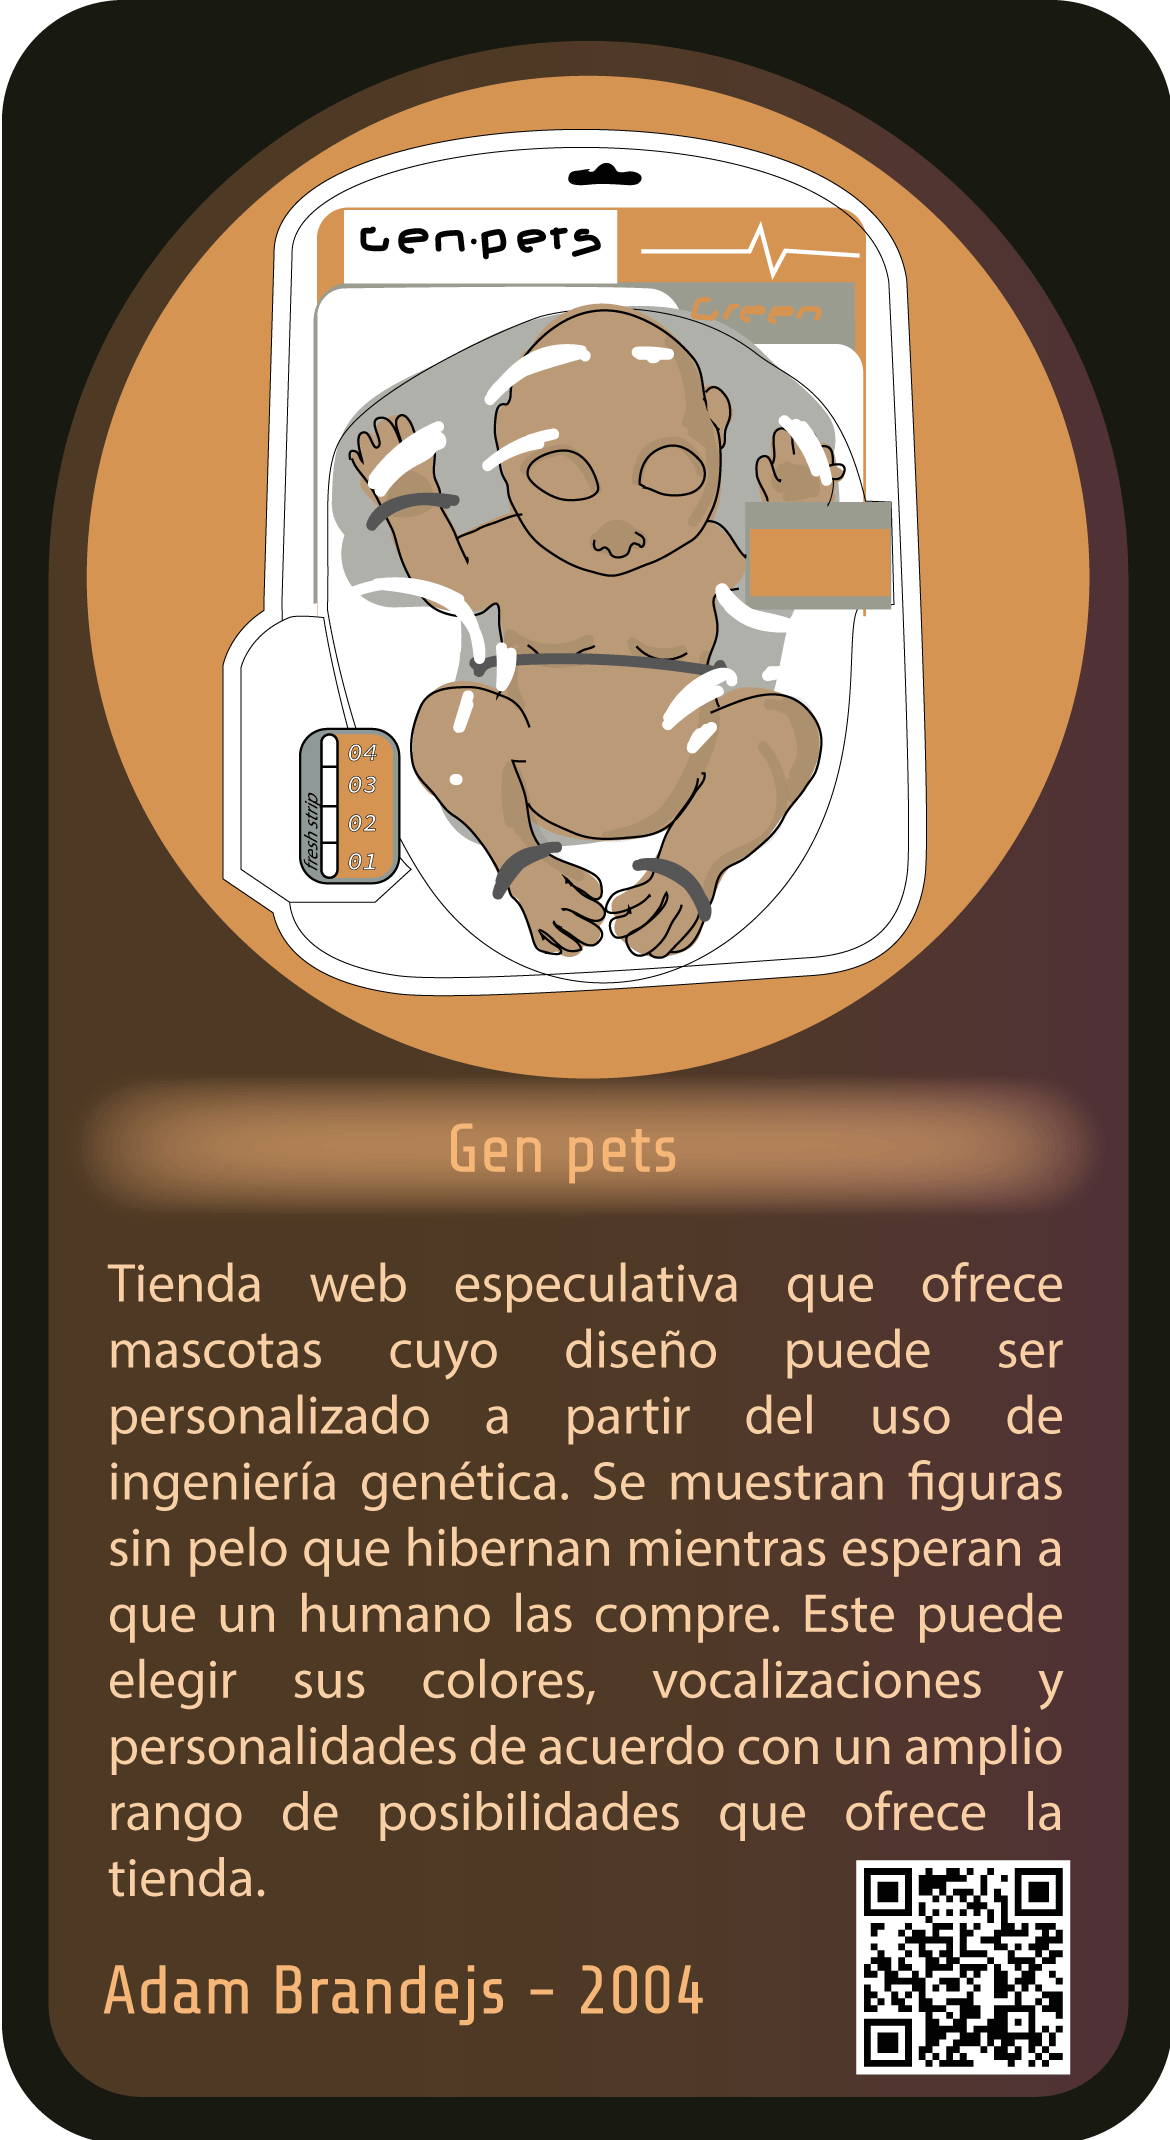 Gen·pets
Green
04
03
02
01
fresh strip
Gen pets
Tienda web especulativa que ofrece
mascotas cuyo diseño puede ser
personalizado a partir del uso de
ingeniería genética. Se muestran figuras
sin pelo que hibernan mientras esperan a
que un humano las compre. Este puede
elegir sus colores, vocalizaciones y
personalidades de acuerdo con un amplio
rango de posibilidades que ofrece la
tienda.
Adam Brandejs - 2004